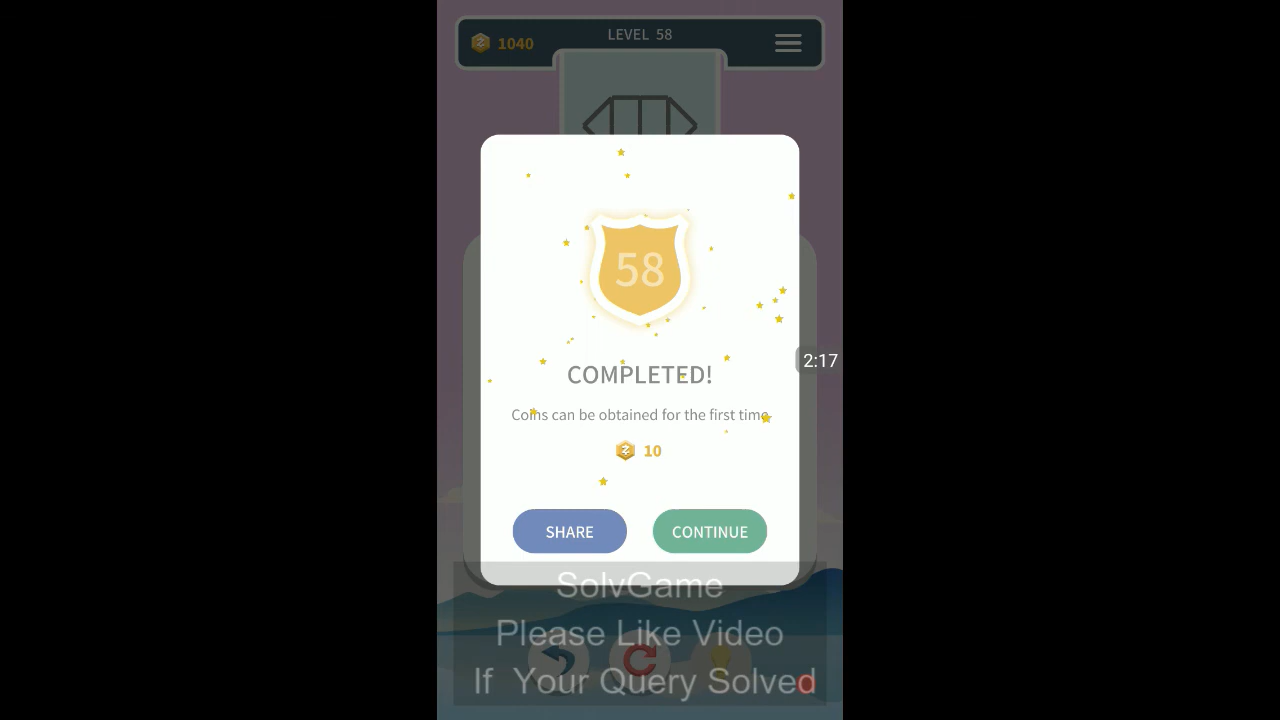 1040
LEVEL 58
58
COMPLETED!
2:17
Coins can be obtained for the first time
10
SHARE
CONTINUE
SolvGame
Please Like Video
If Your Query Solved